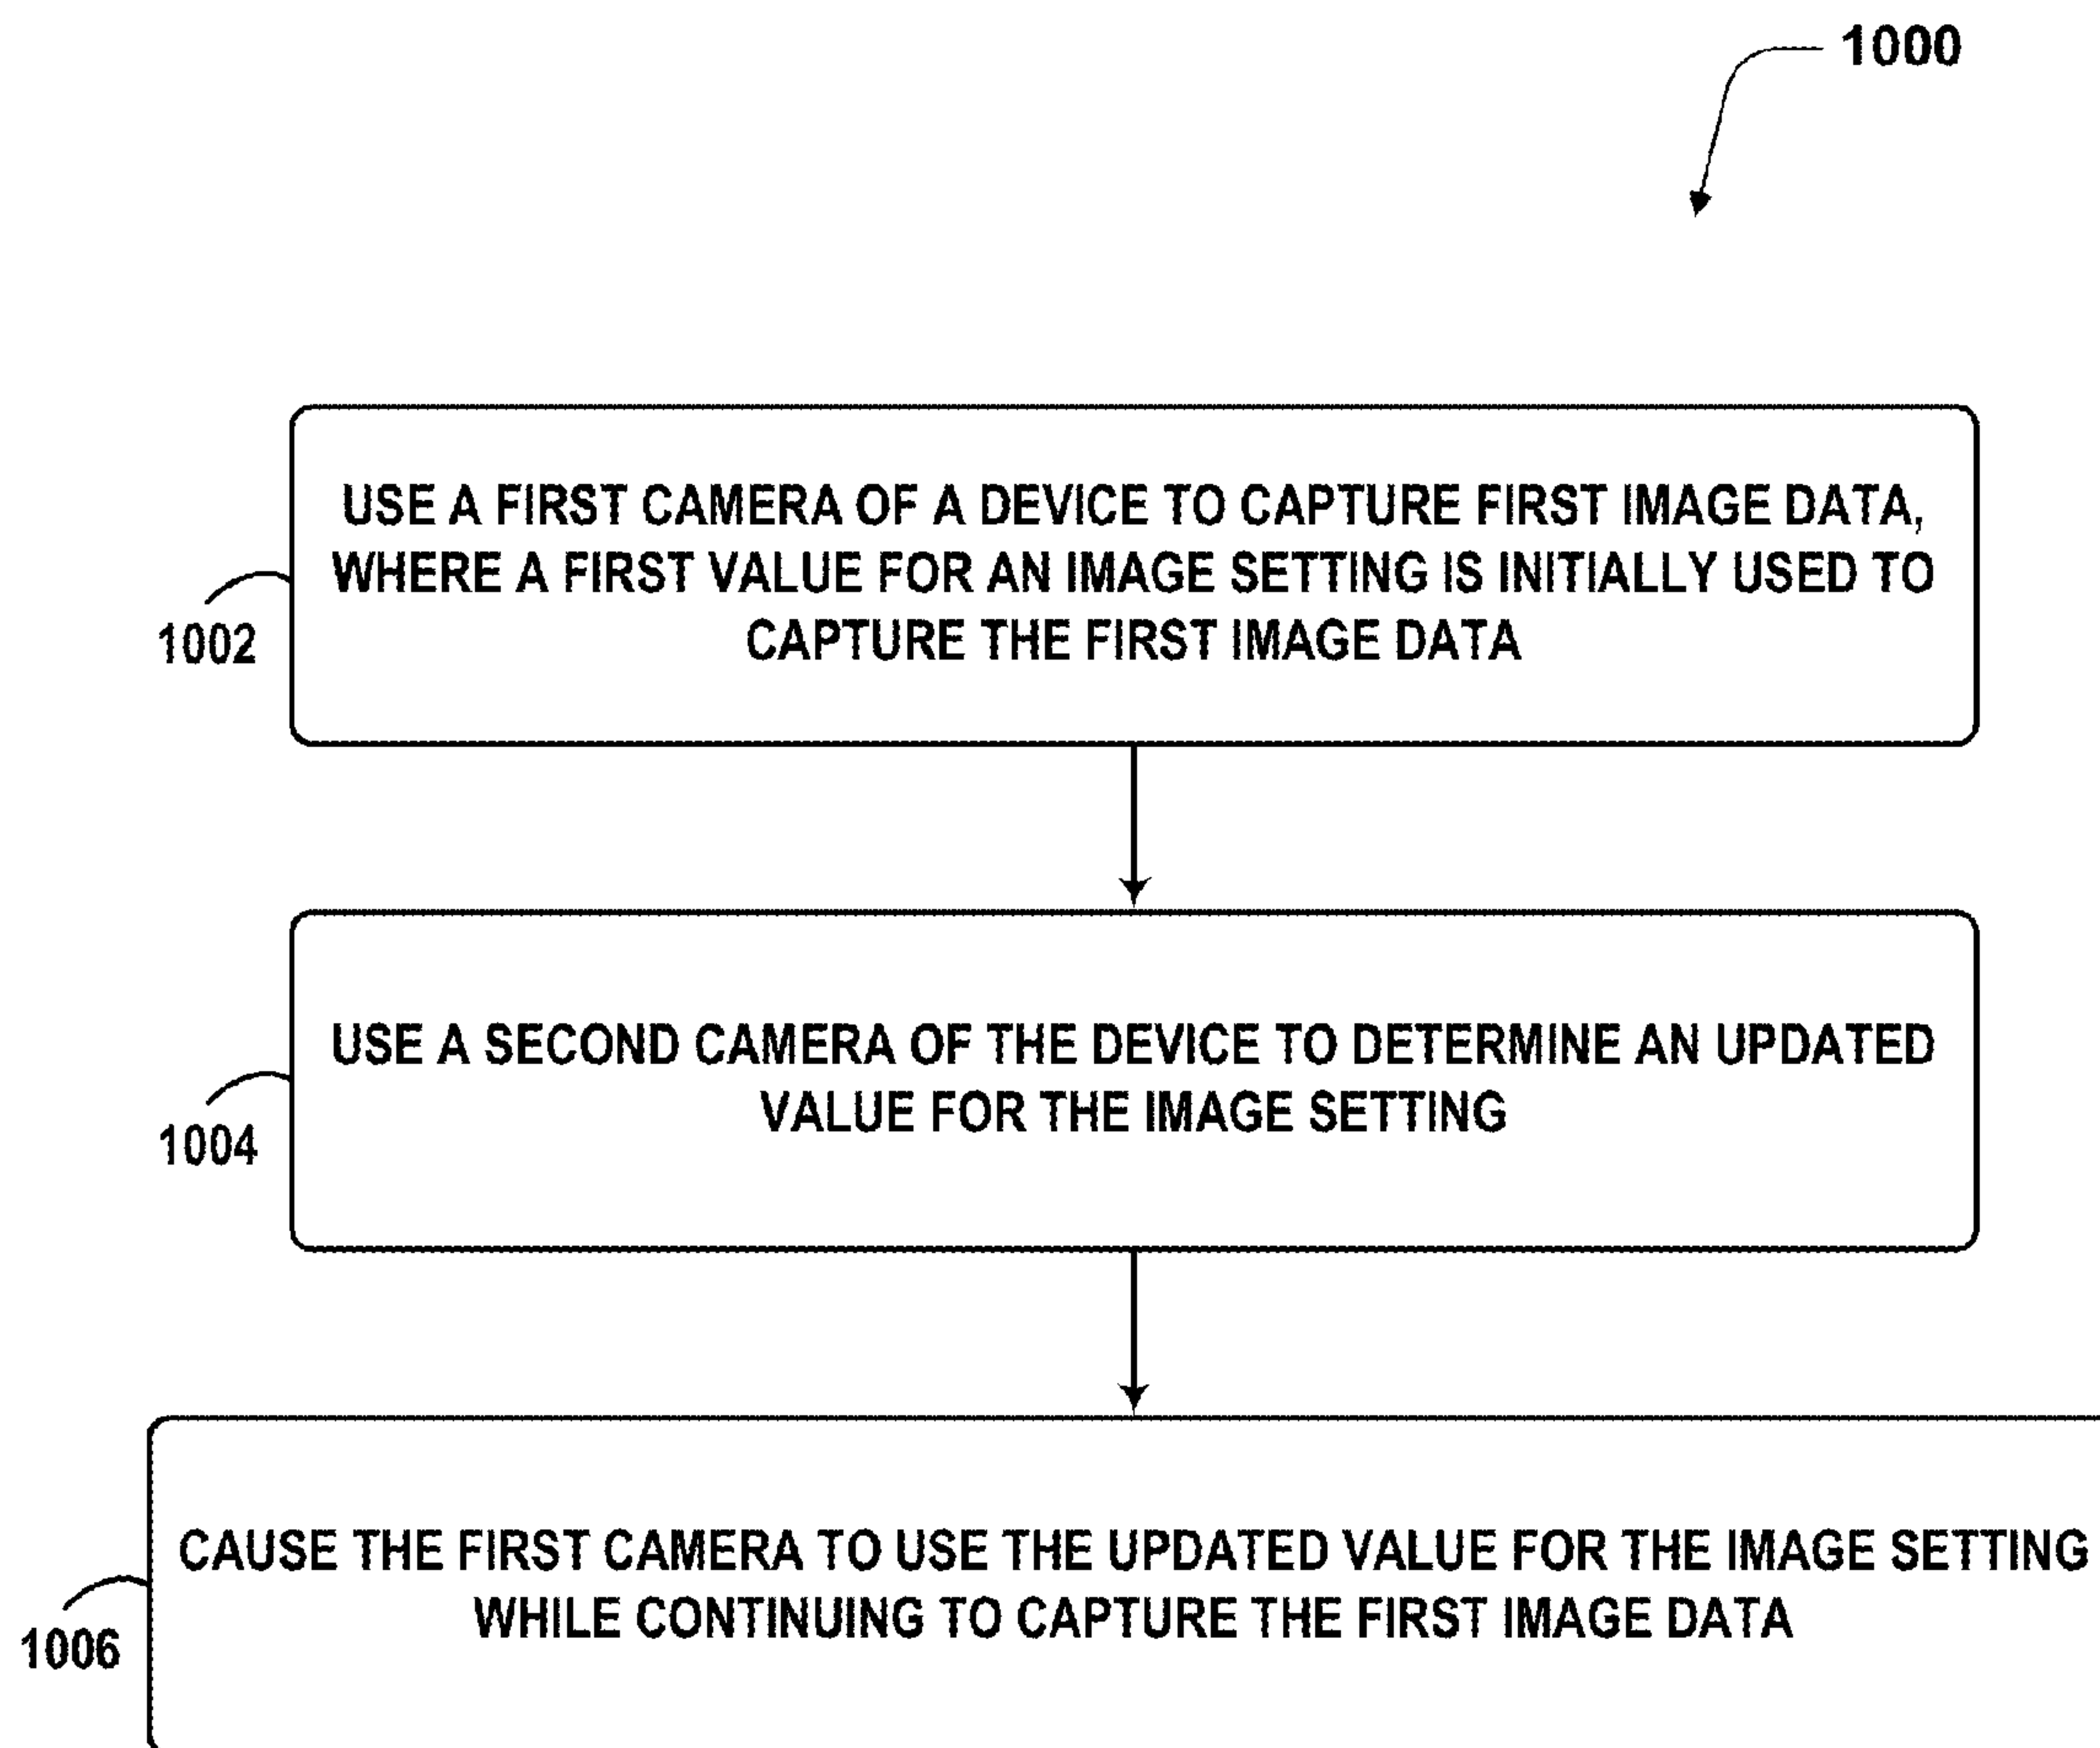 1000
USE A FIRST CAMERA OF A DEVICE TO CAPTURE FIRST IMAGE DATA,
WHERE A FIRST VALUE FOR AN IMAGE SETTING IS INITIALLY USED TO
CAPTURE THE FIRST IMAGE DATA
1002
USE A SECOND CAMERA OF THE DEVICE TO DETERMINE AN UPDATED
VALUE FOR THE IMAGE SETTING
1004
CAUSE THE FIRST CAMERA TO USE THE UPDATED VALUE FOR THE IMAGE SETTING
WHILE CONTINUING TO CAPTURE THE FIRST IMAGE DATA
1006